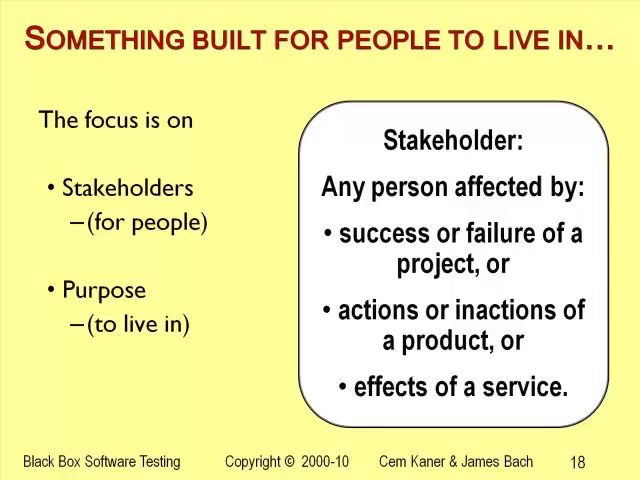 SOMETHING BUILT FOR PEOPLE TO LIVE IN…
The focus is on
• Stakeholders
–(for people)
• Purpose
–(to live in)
Stakeholder:
Any person affected by:
• success or failure of a
project, or
• actions or inactions of
a product, or
• effects of a service.
Black Box Software Testing Copyright © 2000-10 Cem Kaner & James Bach 18